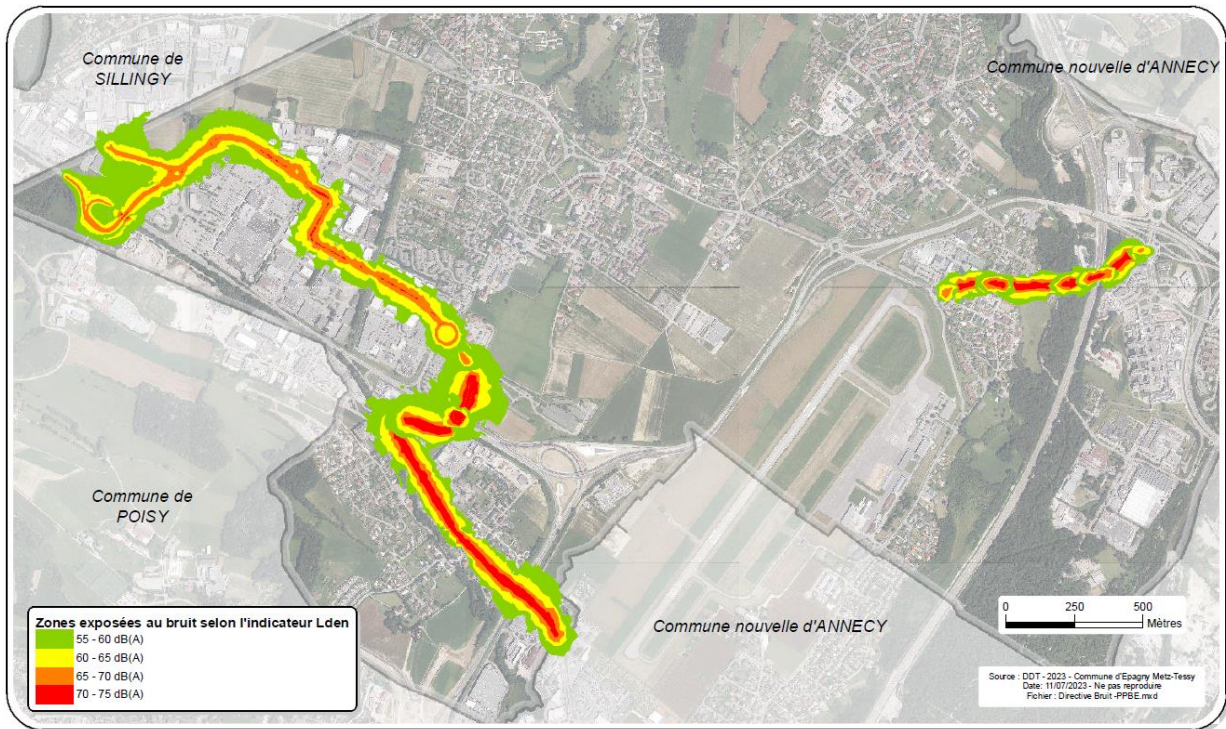 Commune de
SILLINGY
Commune nouvelle d'ANNECY
Commune de
POISY
Commune nouvelle d'ANNECY
Zones exposées au bruit selon l'indicateur Lden
55 - 60 dB(A)
60 - 65 dB(A)
65 - 70 dB(A)
70 - 75 dB(A)
0 250 500
Mètres
Source : DDT - 2023 - Commune d'Epagny Metz-Tessy
Date: 11/07/2023 - Ne pas reproduire
Fichier : Directive Bruit -PPBE.mxd